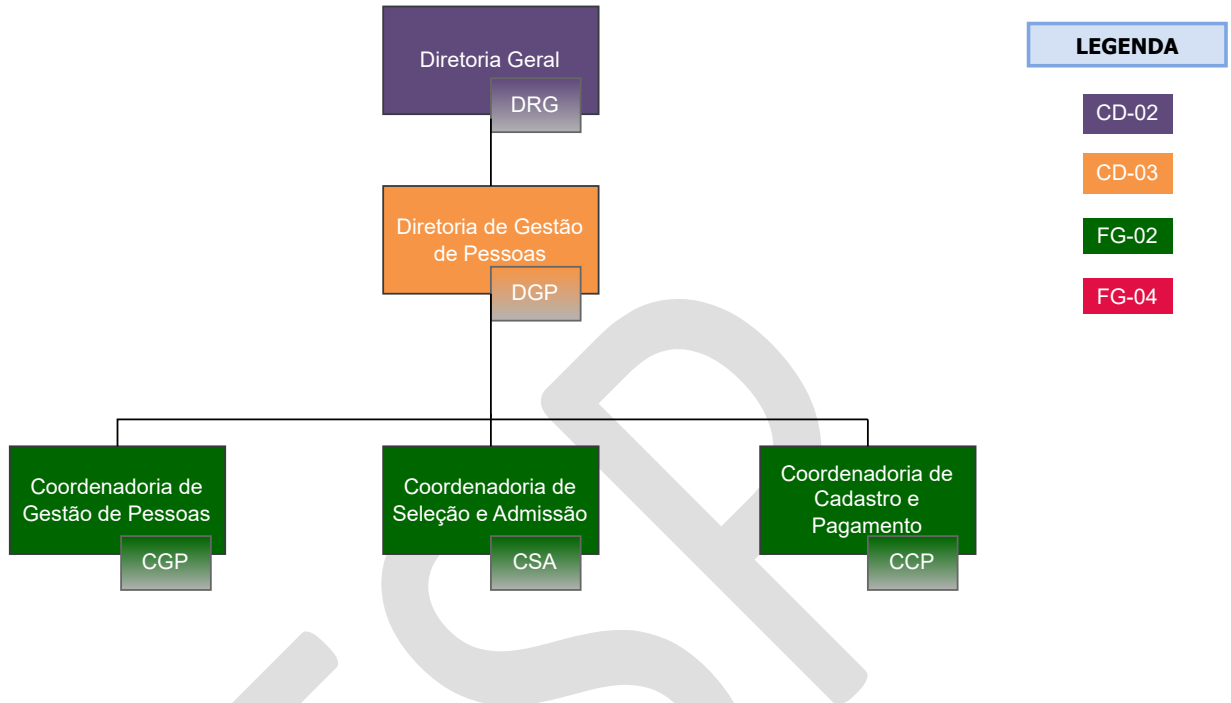 Diretoria Geral
DRG
LEGENDA
CD-02
CD-03
FG-02
FG-04
Diretoria de Gestão
de Pessoas
DGP
Coordenadoria de
Gestão de Pessoas
CGP
Coordenadoria de
Seleção e Admissão
CSA
Coordenadoria de
Cadastro e
Pagamento
CCP